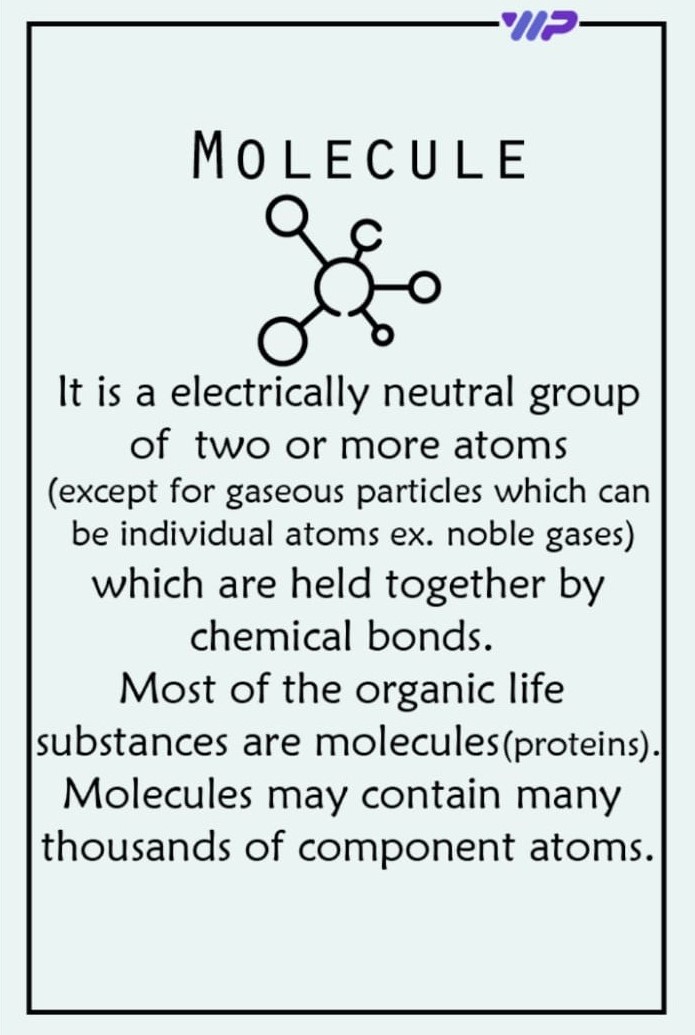 WP
MOLECULE
It is a electrically neutral group
of two or more atoms
(except for gaseous particles which can
be individual atoms ex. noble gases)
which are held together by
chemical bonds.
Most of the organic life
substances are molecules(proteins).
Molecules may contain many
thousands of component atoms.